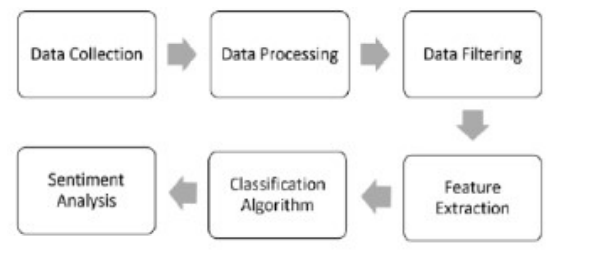 Data Collection
Data Processing
Data Filtering
Feature
Extraction
Classification
Algorithm
Sentiment
Analysis